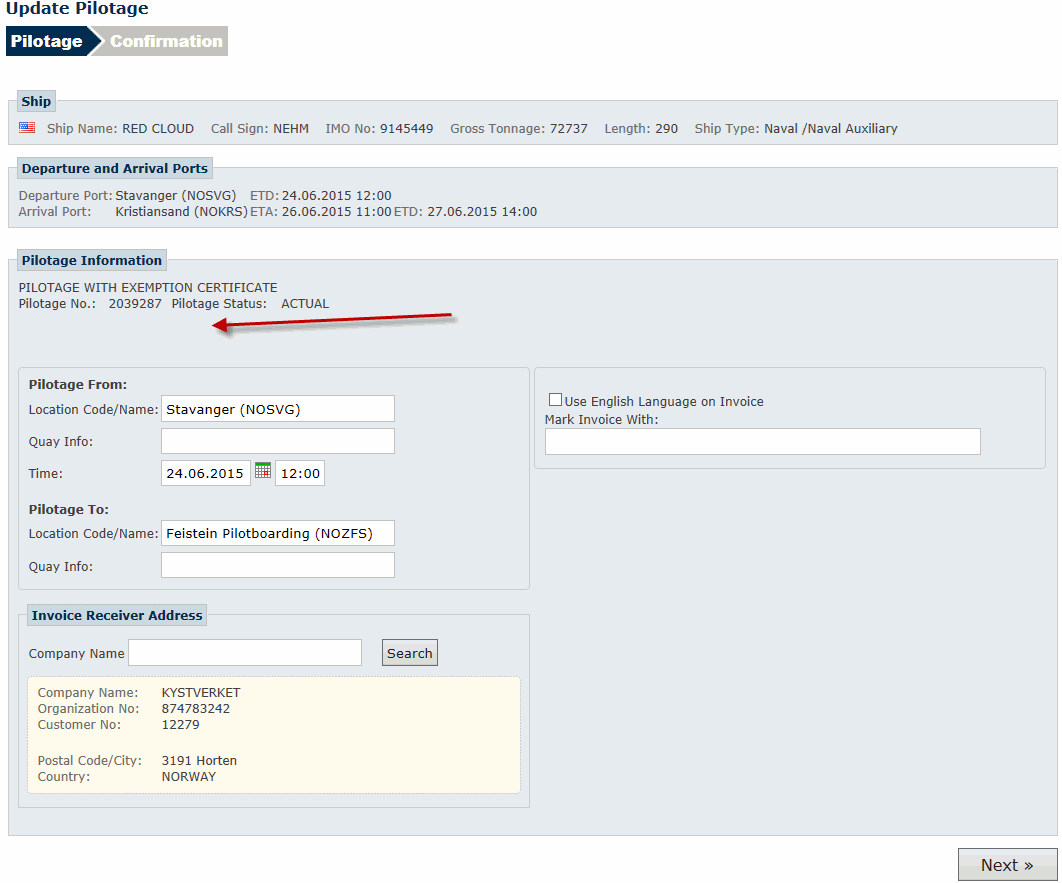 Update Pilotage
Pilotage Confirmation
Ship
Ship Name: RED CLOUD Call Sign: NEHM IMO No: 9145449 Gross Tonnage: 72737 Length: 290 Ship Type: Naval /Naval Auxiliary
Departure and Arrival Ports
Departure Port: Stavanger (NOSVG) ETD: 24.06.2015 12:00
Arrival Port: Kristiansand (NOKRS) ETA: 26.06.2015 11:00 ETD: 27.06.2015 14:00
Pilotage Information
PILOTAGE WITH EXEMPTION CERTIFICATE
Pilotage No.: 2039287 Pilotage Status: ACTUAL
Pilotage From:
Location Code/Name: Stavanger (NOSVG)
Quay Info:
Time: 24.06.2015 12:00
Pilotage To:
Location Code/Name: Feistein Pilotboarding (NOZFS)
Quay Info:
Use English Language on Invoice
Mark Invoice With:
Invoice Receiver Address
Company Name Search
Company Name: KYSTVERKET
Organization No: 874783242
Customer No: 12279
Postal Code/City: 3191 Horten
Country: NORWAY
Next »